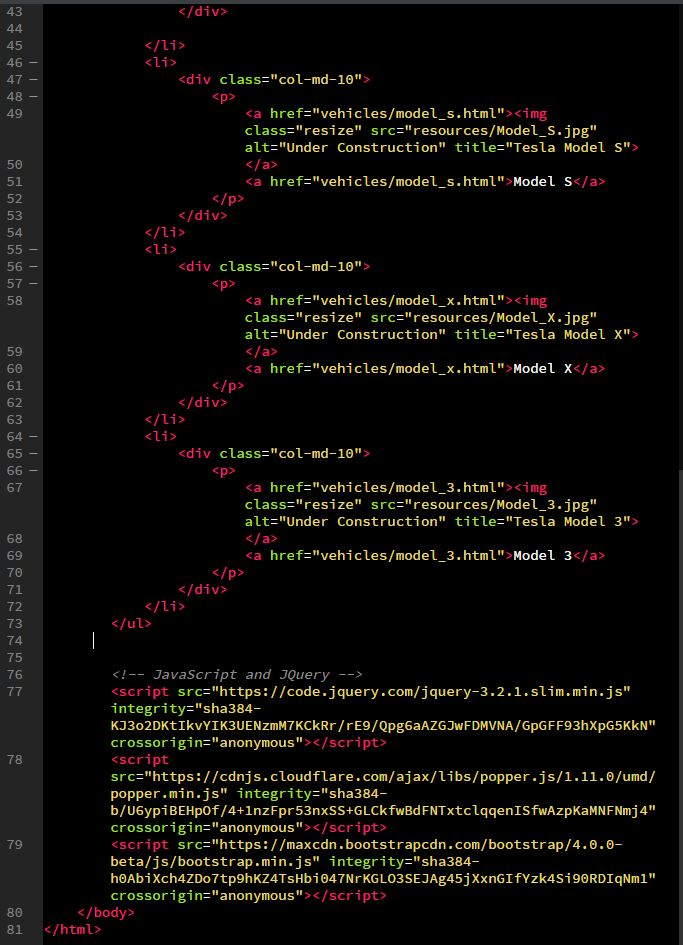 43 </div>
44
45 </li>
46 <li>
47 <div class="col-md-10">
48 <p>
49 <a href="vehicles/model_s.html"><img
class="resize" src="resources/Model_S.jpg"
alt="Under Construction" title="Tesla Model S">
50 </a>
51 <a href="vehicles/model_s.html">Model S</a>
52 </p>
53 </div>
54 </li>
55 <li>
56 <div class="col-md-10">
57 <p>
58 <a href="vehicles/model_x.html"><img
class="resize" src="resources/Model_X.jpg"
alt="Under Construction" title="Tesla Model X">
59 </a>
60 <a href="vehicles/model_x.html">Model X</a>
61 </p>
62 </div>
63 </li>
64 <li>
65 <div class="col-md-10">
66 <p>
67 <a href="vehicles/model_3.html"><img
class="resize" src="resources/Model_3.jpg"
alt="Under Construction" title="Tesla Model 3">
68 </a>
69 <a href="vehicles/model_3.html">Model 3</a>
70 </p>
71 </div>
72 </li>
73 </ul>
74
75
76 <!-- JavaScript and JQuery -->
77 <script src="https://code.jquery.com/jquery-3.2.1.slim.min.js"
integrity="sha384-
KJ3o2DKtIkvYIK3UENzmM7KCkRr/rE9/Qpg6aAZGJwFDMVNA/GpGFF93hXpG5KkN"
crossorigin="anonymous"></script>
78 <script
src="https://cdnjs.cloudflare.com/ajax/libs/popper.js/1.11.0/umd/
popper.min.js" integrity="sha384-
b/U6ypiBEHpOf/4+1nzFpr53nxSS+GLCkfwBdFNTxtclqqenISfwAzpKaMNFNmj4"
crossorigin="anonymous"></script>
79 <script src="https://maxcdn.bootstrapcdn.com/bootstrap/4.0.0-
beta/js/bootstrap.min.js" integrity="sha384-
h0AbiXch4ZDo7tp9hKZ4TsHbi047NrKGLO3SEJAg45jXxnGIfYzk4Si90RDIqNm1"
crossorigin="anonymous"></script>
80 </body>
81 </html>